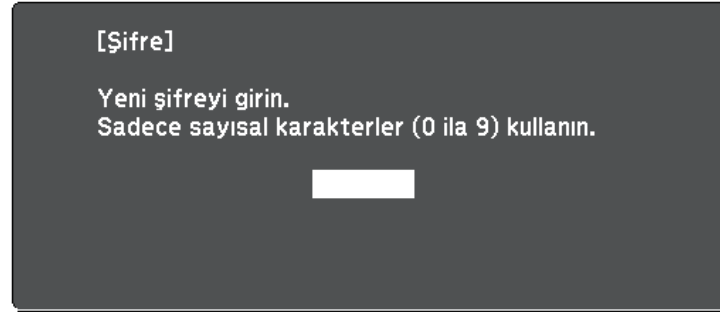 [Şifre]
Yeni şifreyi girin.
Sadece sayısal karakterler (0 ila 9) kullanın.